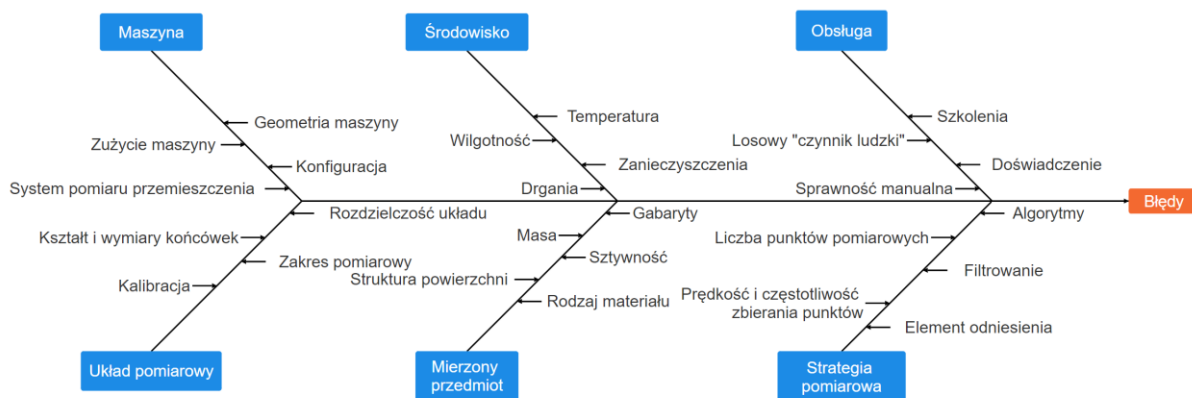 Maszyna
Środowisko
Obsługa
Geometria maszyny
Zużycie maszyny
Konfiguracja
System pomiaru przemieszczenia
Temperatura
Wilgotność
Zanieczyszczenia
Drgania
Szkolenia
Losowy "czynnik ludzki"
Doświadczenie
Sprawność manualna
Błędy
Rozdzielczość układu
Kształt i wymiary końcówek
Zakres pomiarowy
Kalibracja
Gabaryty
Masa
Sztywność
Struktura powierzchni
Rodzaj materiału
Algorytmy
Liczba punktów pomiarowych
Filtrowanie
Prędkość i częstotliwość
zbierania punktów
Element odniesienia
Układ pomiarowy
Mierzony
przedmiot
Strategia
pomiarowa